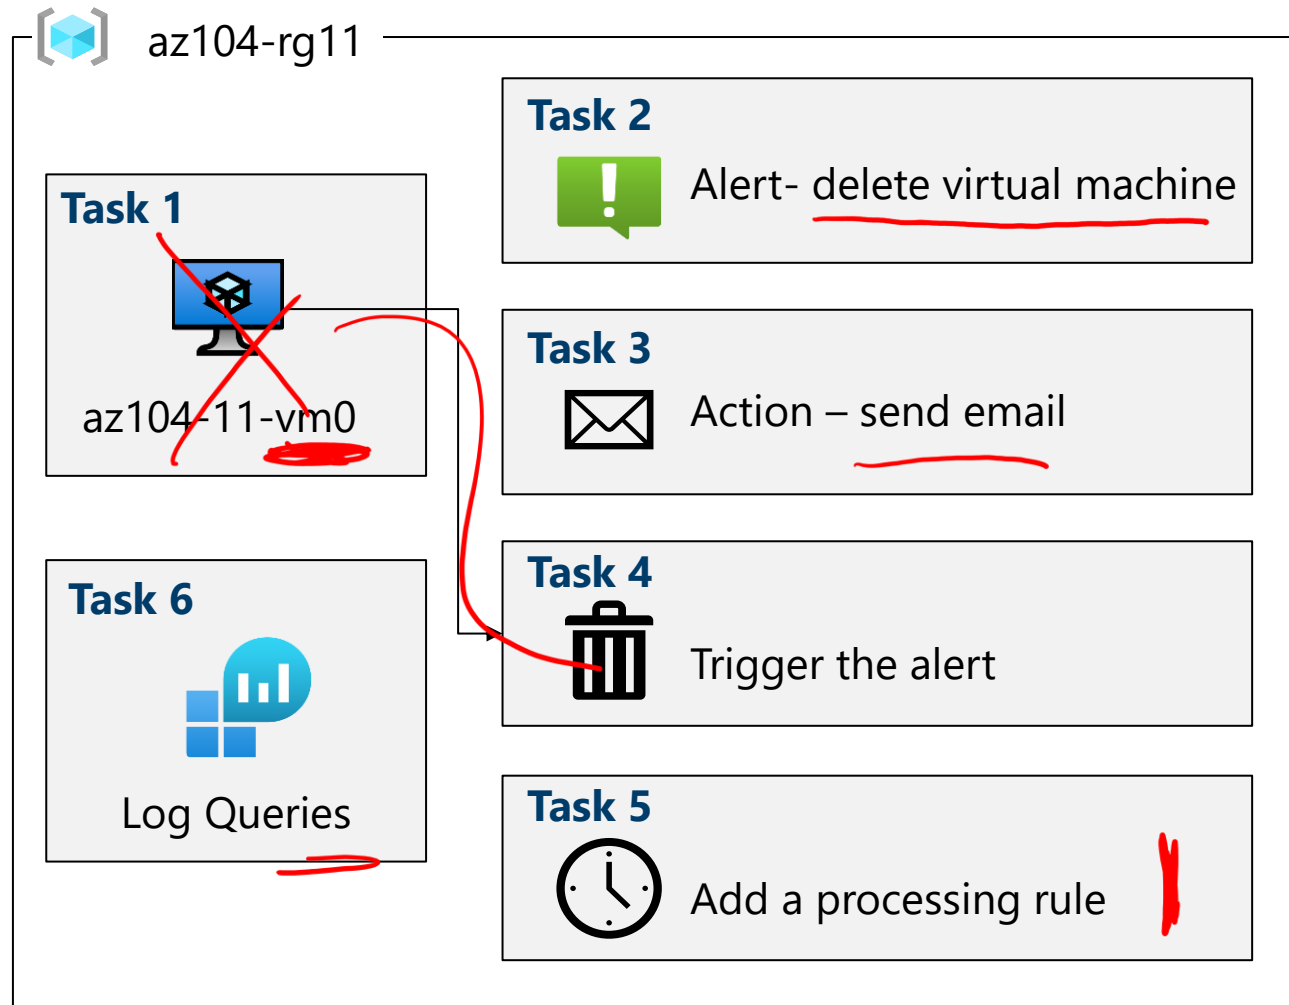 az104-rg11
Task 1
az104-11-vm0
Task 2
Alert- delete virtual machine
Task 3
Action – send email
Task 4
Trigger the alert
Task 5
Add a processing rule
Task 6
Log Queries